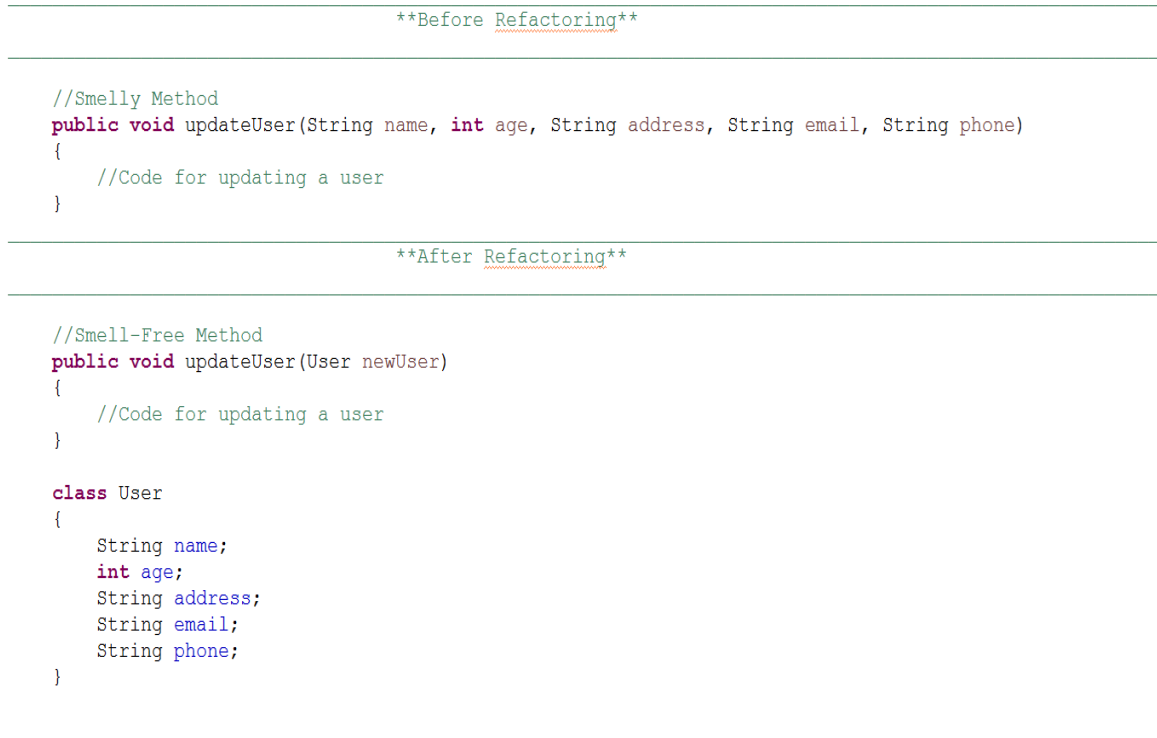 **Before Refactoring**
//Smelly Method
public void updateUser(String name, int age, String address, String email, String phone)
{
//Code for updating a user
}
**After Refactoring**
//Smell-Free Method
public void updateUser(User newUser)
{
//Code for updating a user
}
class User
{
String name;
int age;
String address;
String email;
String phone;
}